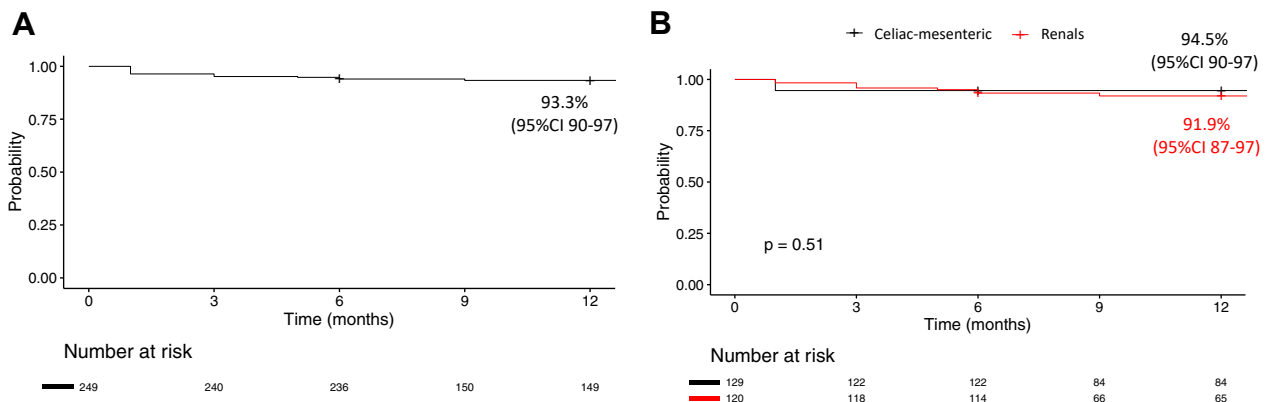 A
1.00
0.75
0.50
0.25
0.00
Probability
93.3%
(95%CI 90-97)
0 3 6 9 12
Time (months)
Number at risk
249 240 236 150 149
B
Celiac-mesenteric Renals
94.5%
(95%CI 90-97)
1.00
0.75
0.50
0.25
0.00
Probability
91.9%
(95%CI 87-97)
p = 0.51
0 3 6 9 12
Time (months)
Number at risk
129 122 122 84 84
120 118 114 66 65